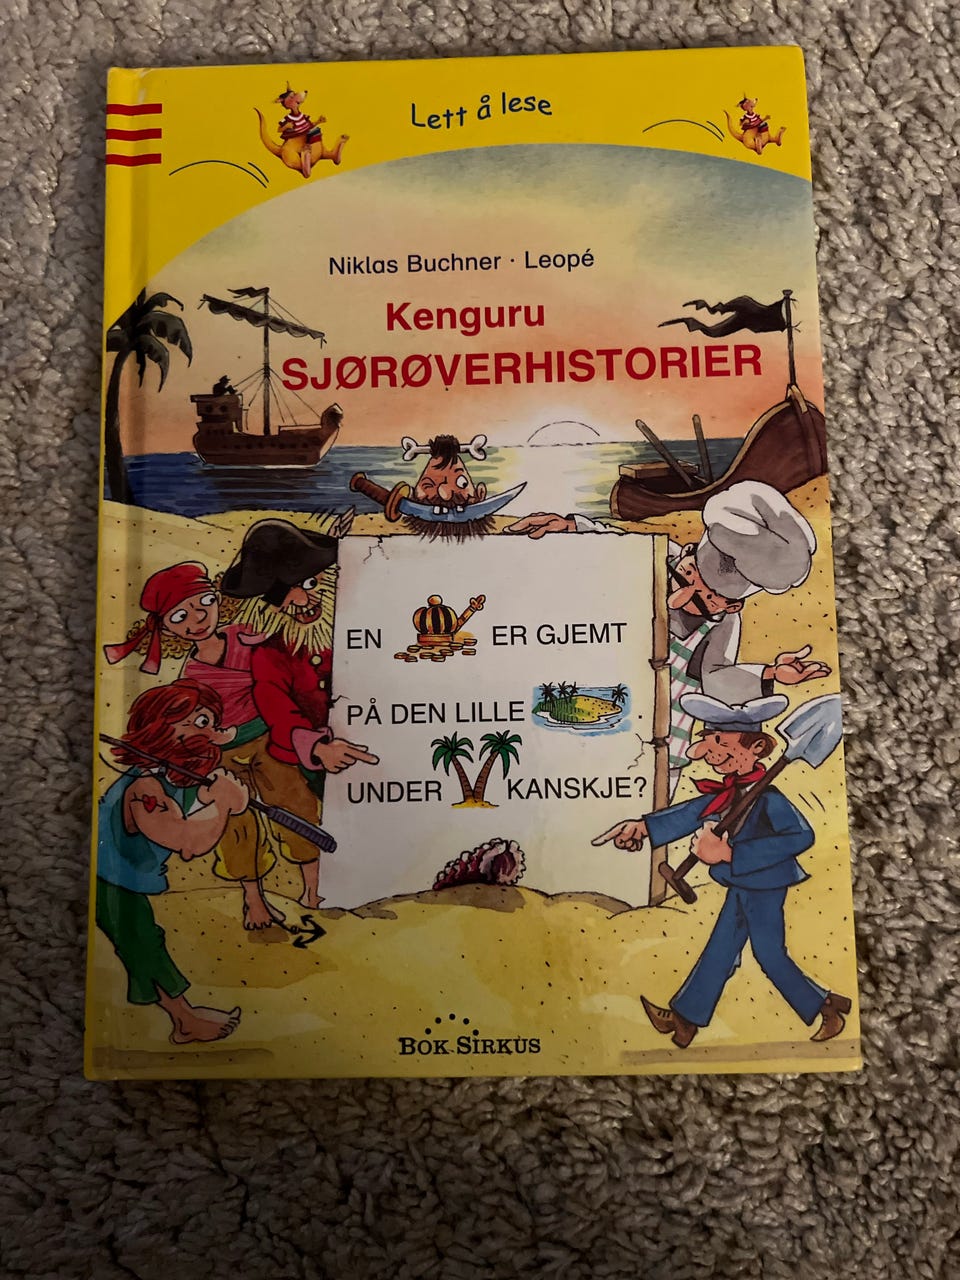 Lett å lese
Niklas Buchner · Leopé
Kenguru
SJØRØVERHISTORIER
EN ER GJEMT
PÅ DEN LILLE .
UNDER KANSKJE?
BOK SIRKUS